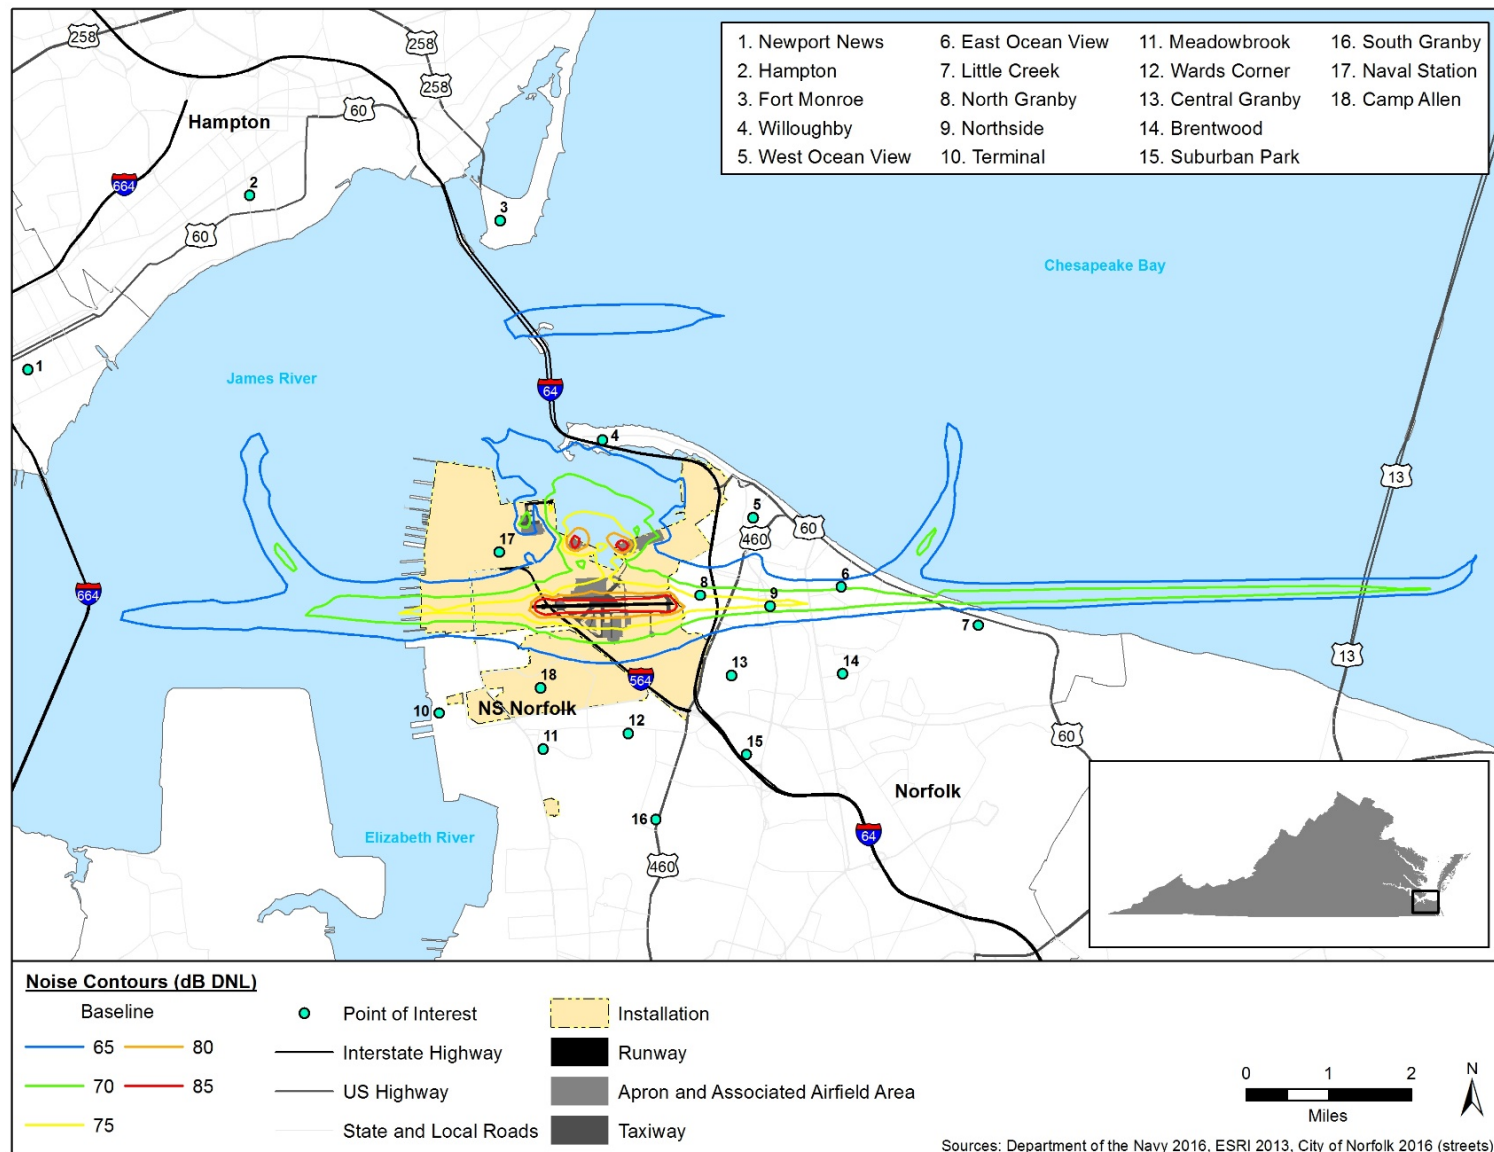 1. Newport News
2. Hampton
3. Fort Monroe
4. Willoughby
5. West Ocean View
6. East Ocean View
7. Little Creek
8. North Granby
9. Northside
10. Terminal
11. Meadowbrook
12. Wards Corner
13. Central Granby
14. Brentwood
15. Suburban Park
16. South Granby
17. Naval Station
18. Camp Allen
258
258
258
60
Hampton
664
2
3
60
Chesapeake Bay
1
James River
64
4
13
5
60
460
17
6
664
8
9
7
13
564
13
14
18
NS Norfolk
10
12
11
60
15
Norfolk
16
64
Elizabeth River
460
Noise Contours (dB DNL)
Baseline
65
80
70
85
75
Point of Interest
Interstate Highway
US Highway
State and Local Roads
Installation
Runway
Apron and Associated Airfield Area
Taxiway
0 1 2
Miles
N
Sources: Department of the Navy 2016, ESRI 2013, City of Norfolk 2016 (streets)